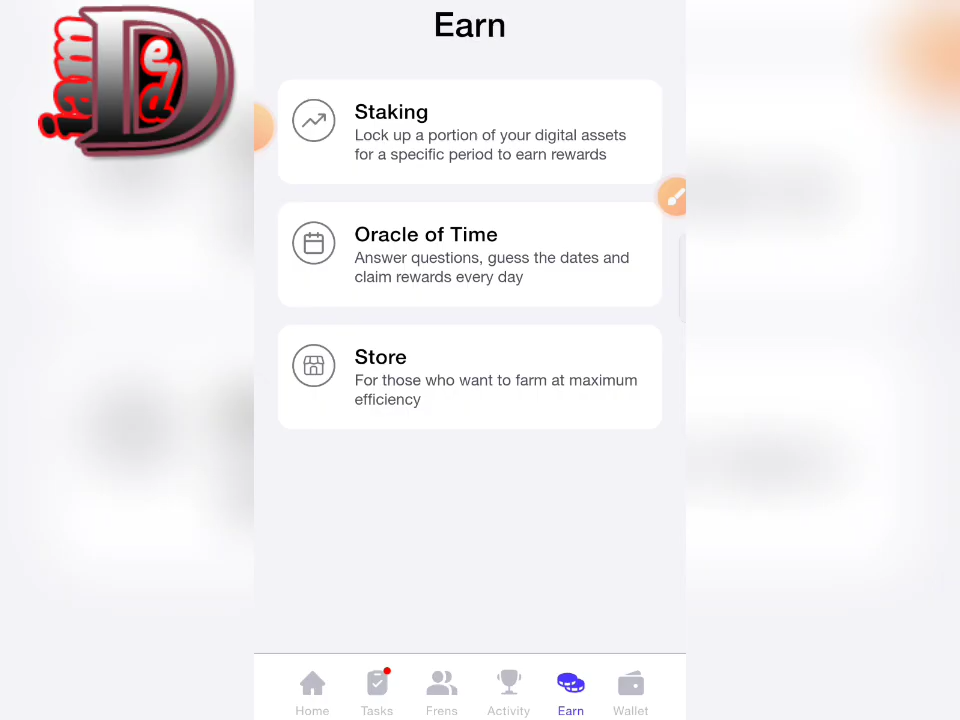 iam
D
ed
Earn
Staking
Lock up a portion of your digital assets
for a specific period to earn rewards
Oracle of Time
Answer questions, guess the dates and
claim rewards every day
Store
For those who want to farm at maximum
efficiency
Home
Tasks
Frens
Activity
Earn
Wallet